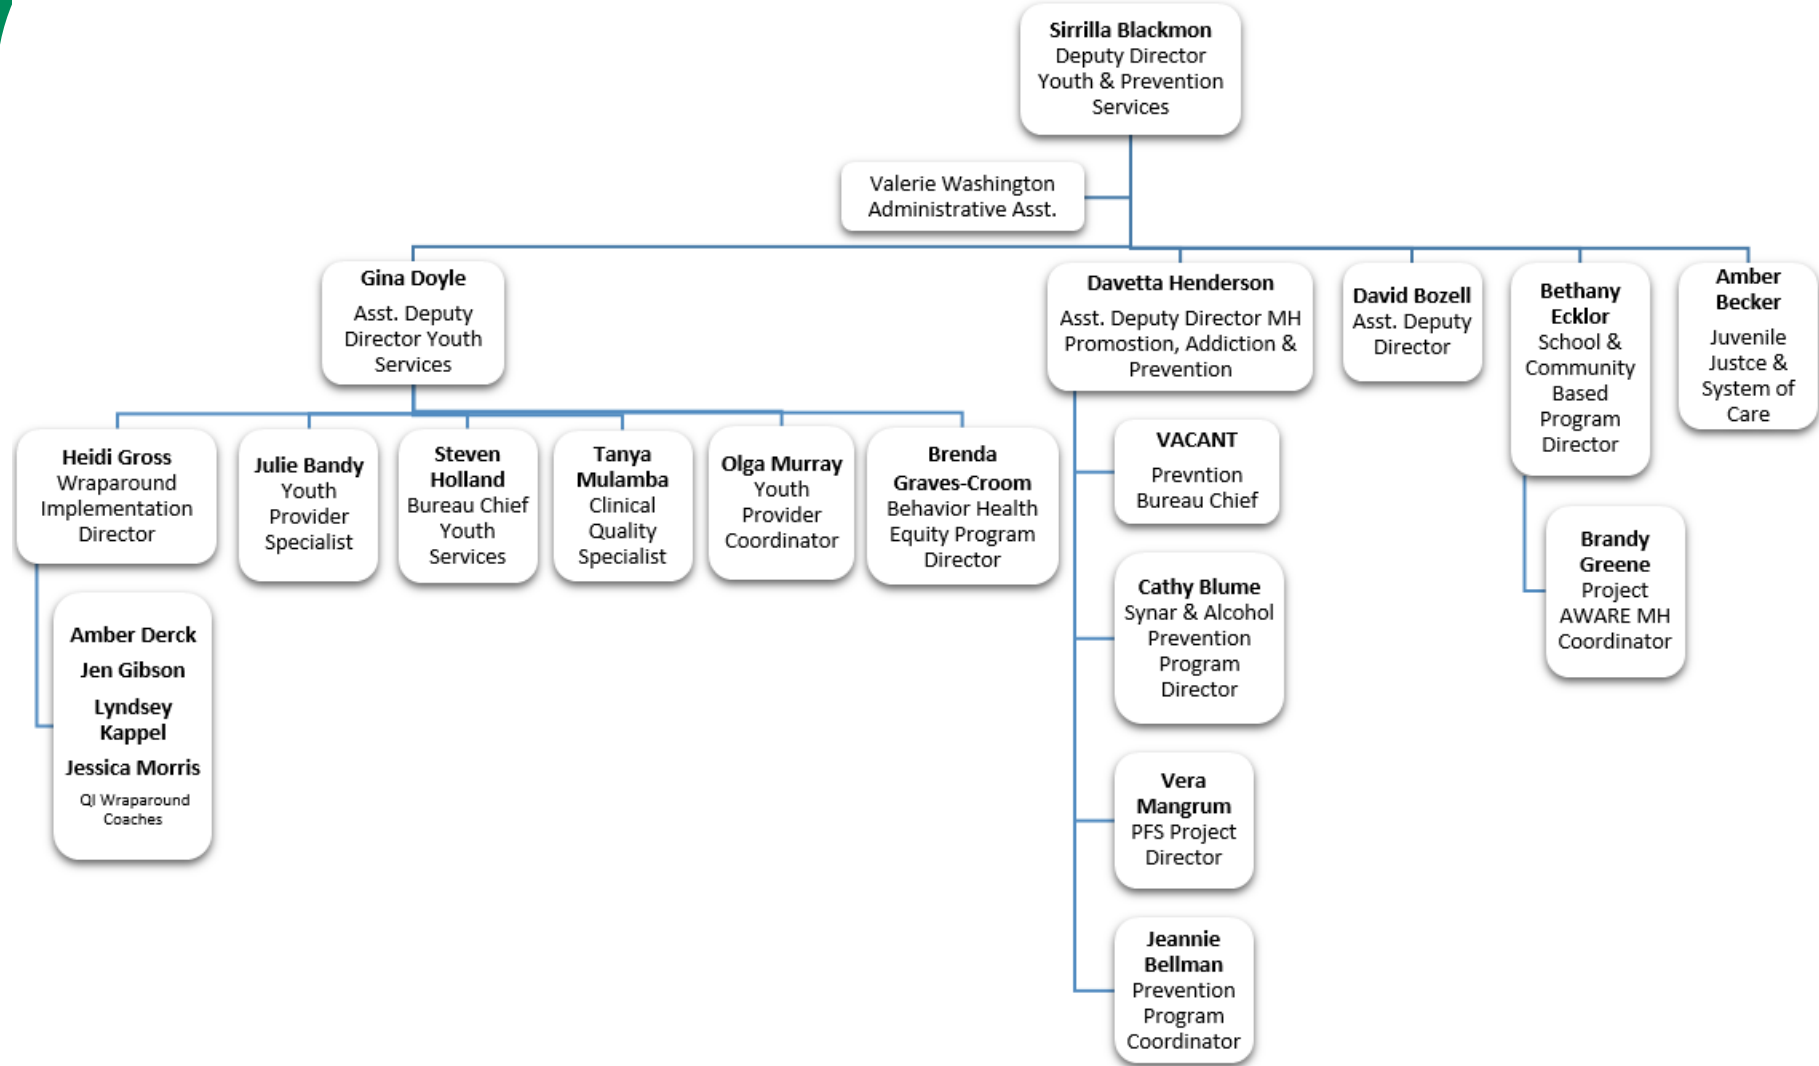 Sirrilla Blackmon
Deputy Director
Youth & Prevention
Services
Valerie Washington
Administrative Asst.
Gina Doyle
Asst. Deputy
Director Youth
Services
Davetta Henderson
Asst. Deputy Director MH
Promostion, Addiction &
Prevention
David Bozell
Asst. Deputy
Director
Bethany
Ecklor
School &
Community
Based
Program
Director
Amber
Becker
Juvenile
Justce &
System of
Care
Heidi Gross
Wraparound
Implementation
Director
Julie Bandy
Youth
Provider
Specialist
Steven
Holland
Bureau Chief
Youth
Services
Tanya
Mulamba
Clinical
Quality
Specialist
Olga Murray
Youth
Provider
Coordinator
Brenda
Graves-Croom
Behavior Health
Equity Program
Director
VACANT
Prevntion
Bureau Chief
Brandy
Greene
Project
AWARE MH
Coordinator
Amber Derck
Jen Gibson
Lyndsey
Kappel
Jessica Morris
QI Wraparound
Coaches
Cathy Blume
Synar & Alcohol
Prevention
Program
Director
Vera
Mangrum
PFS Project
Director
Jeannie
Bellman
Prevention
Program
Coordinator